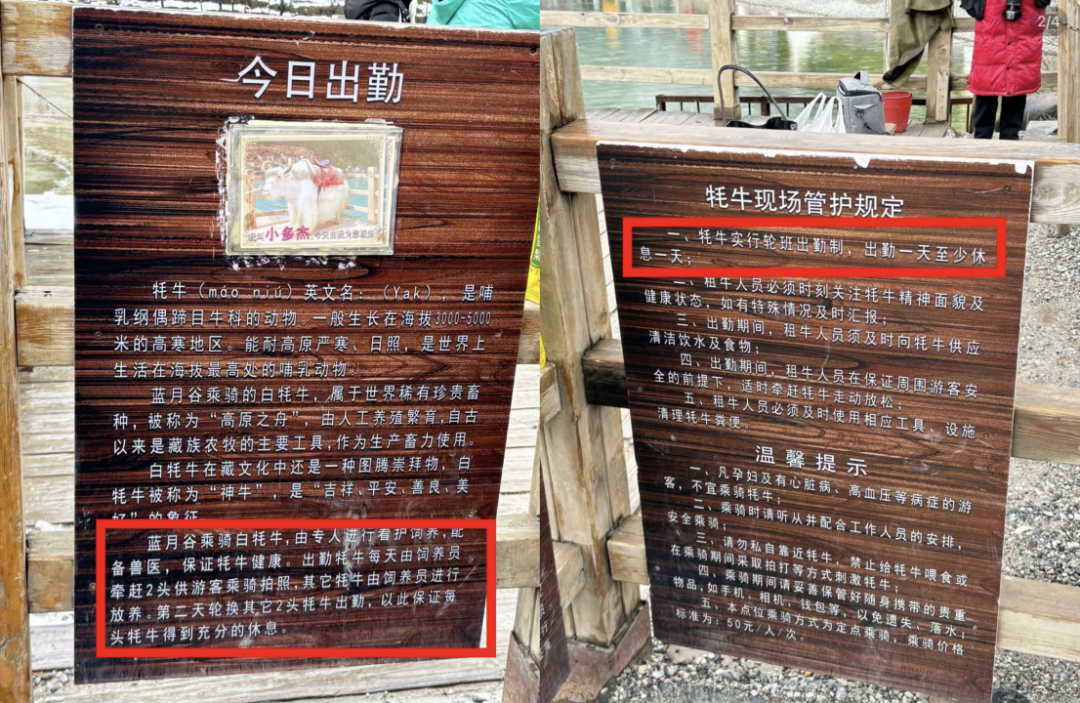 今日出勤
小多杰
牦牛（máo niú）英文名：（Yak），是哺
乳纲偶蹄目牛科的动物。一般生长在海拔3000-5000
米的高寒地区。能耐高原严寒、日照，是世界上
生活在海拔最高处的哺乳动物。
蓝月谷乘骑的白牦牛，属于世界稀有珍贵畜
种，被称为“高原之舟”，由人工养殖繁育，自古
以来是藏族农牧的主要工具，作为生产畜力使用。
白牦牛在藏文化中还是一种图腾崇拜物，白
牦牛被称为“神牛”，是“吉祥、平安、善良、美
好”的象征
蓝月谷乘骑白牦牛，由专人进行看护饲养，配
备兽医，保证牦牛健康。出勤牦牛每天由饲养员
牵赶2头供游客乘骑拍照，其它牦牛由饲养员进行
放养。第二天轮换其它2头牦牛出勤，以此保证每
头牦牛得到充分的休息。
2/4
牦牛现场管护规定
一、牦牛实行轮班出勤制，出勤一天至少休
息一天；
二、租牛人员必须时刻关注牦牛精神面貌及
健康状态，如有特殊情况及时汇报；
三、出勤期间，租牛人员须及时向牦牛供应
清洁饮水及食物；
四、出勤期间，租牛人员在保证周围游客安
全的前提下，适时牵赶牦牛走动放松；
五、租牛人员必须及时使用相应工具、设施
清理牦牛粪便。
温馨提示
一、凡孕妇及有心脏病、高血压等病症的游
客，不宜乘骑牦牛；
二、乘骑时请听从并配合工作人员的安排，
安全乘骑；
三、请勿私自靠近牦牛，禁止给牦牛喂食或
在乘骑期间采取拍打等方式刺激牦牛；
四、乘骑期间请妥善保管好随身携带的贵重
物品，如手机、相机、钱包等，以免遗失、落水；
五、本点位乘骑方式为定点乘骑，乘骑价格
标准为：50元/人/次。